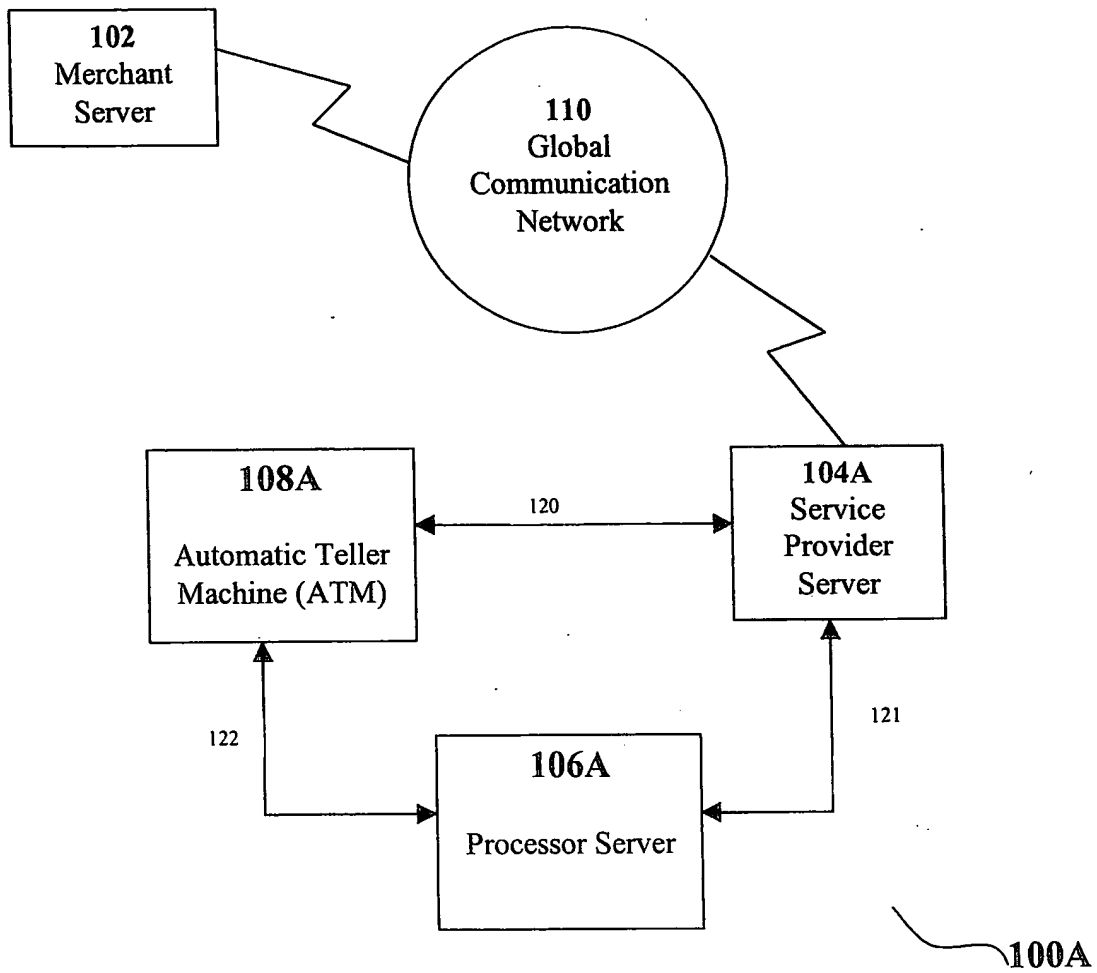 102
Merchant
Server
110
Global
Communication
Network
108A
Automatic Teller
Machine (ATM)
120
104A
Service
Provider
Server
122
121
106A
Processor Server
100A